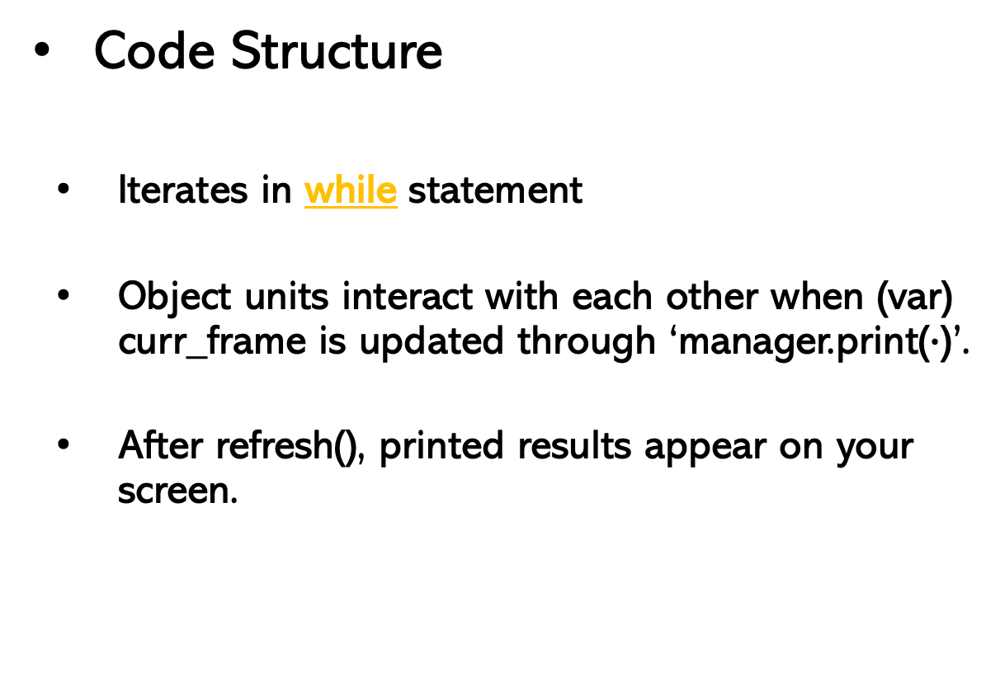 • Code Structure
• Iterates in while statement
• Object units interact with each other when (var)
curr_frame is updated through ‘manager.print(·)’.
• After refresh(), printed results appear on your
screen.